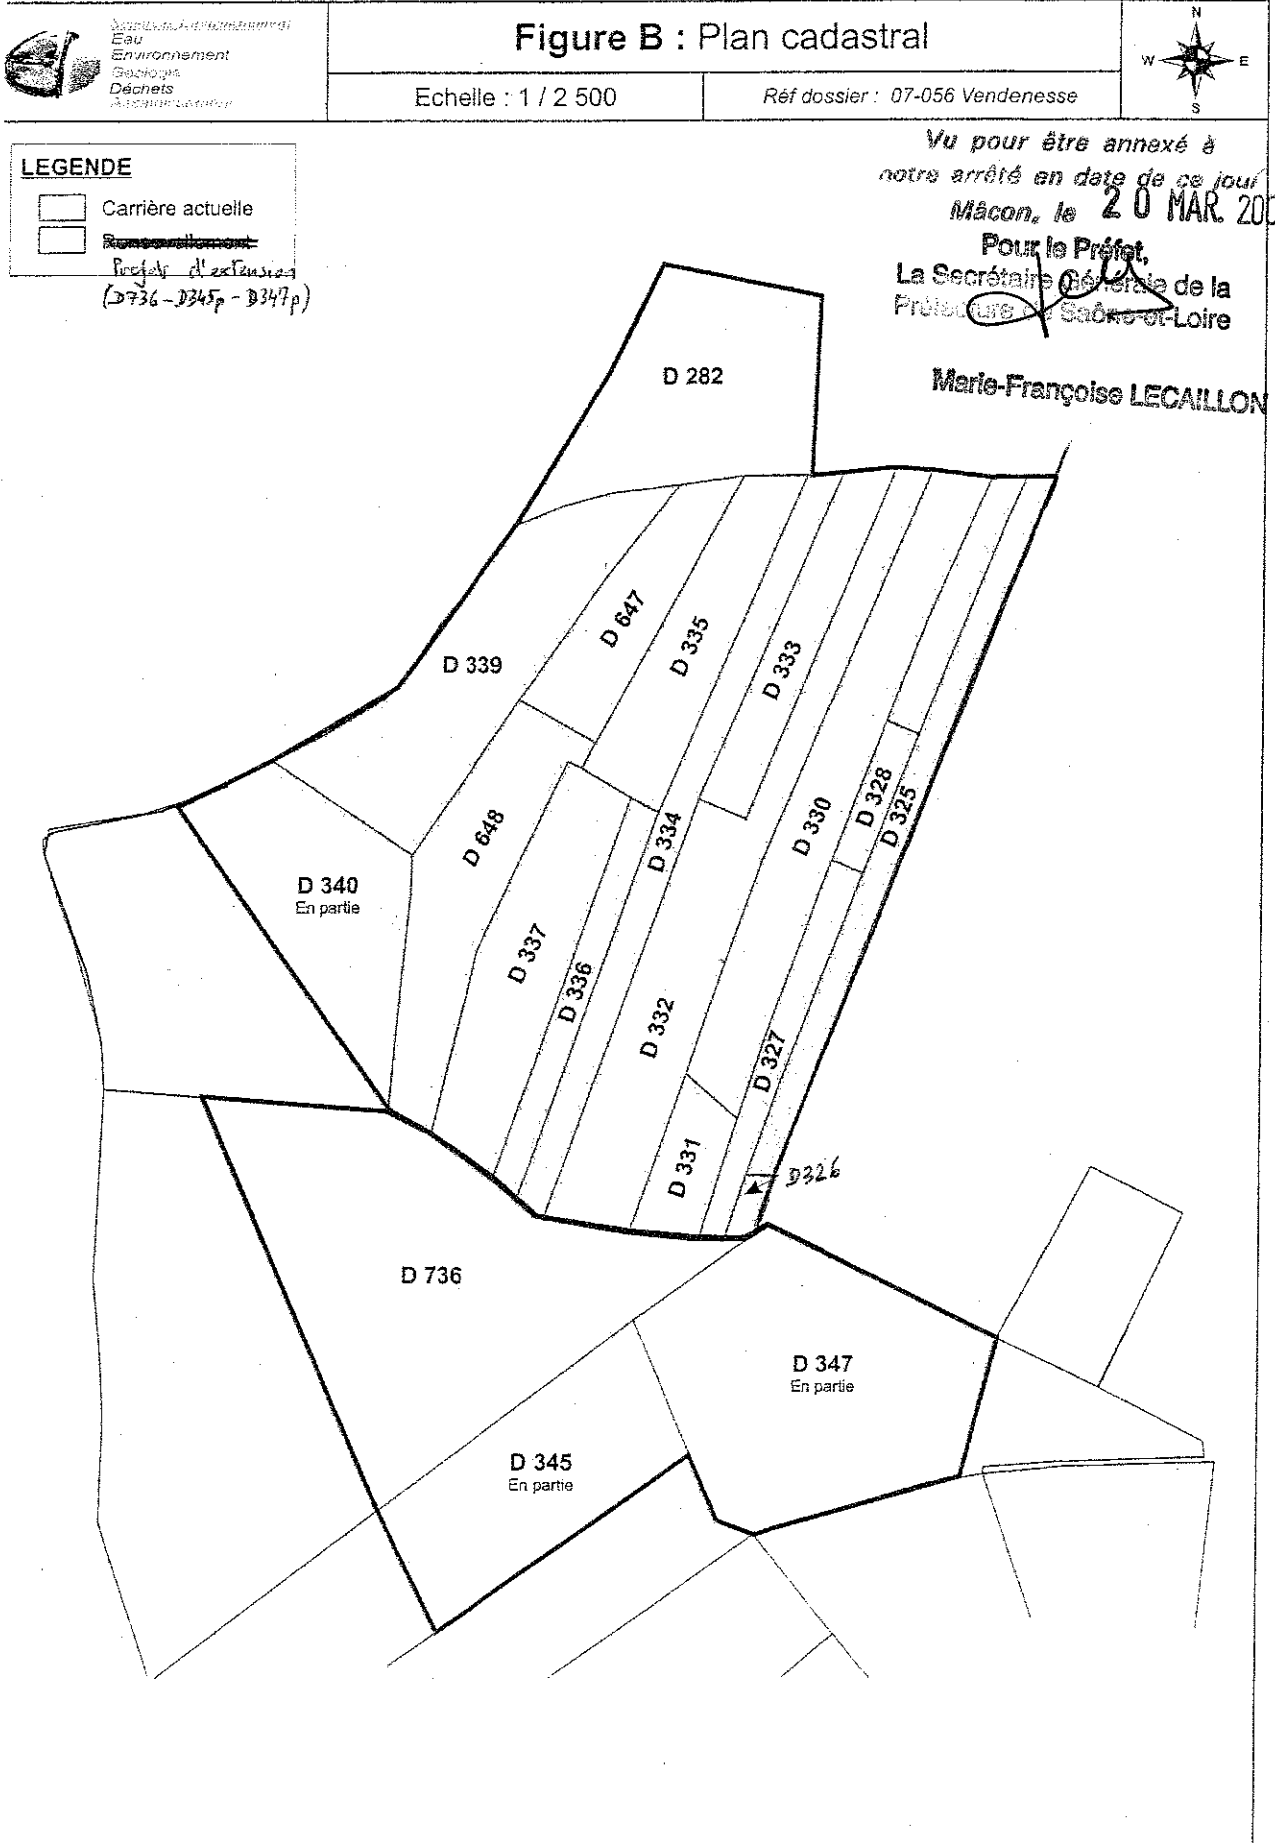 Eau
Environnement
Géologie
Déchets
Figure B : Plan cadastral
Echelle : 1 / 2 500
Réf dossier : 07-056 Vendenesse
N
W
E
S
LEGENDE
Carrière actuelle
Renouvellement
Projet d'extension
(D736 - D345p - D347p)
Vu pour être annexé à
notre arrêté en date de ce jour
Mâcon, le 20 MAR. 200
Pour le Préfet,
La Secrétaire Générale de la
Préfecture de Saône-et-Loire
Marie-Françoise LECAILLON
D 282
D 647
D 335
D 339
D 333
D 328
D 325
D 330
D 648
D 334
D 340
En partie
D 337
D 336
D 332
D 327
D 331
D326
D 736
D 347
En partie
D 345
En partie